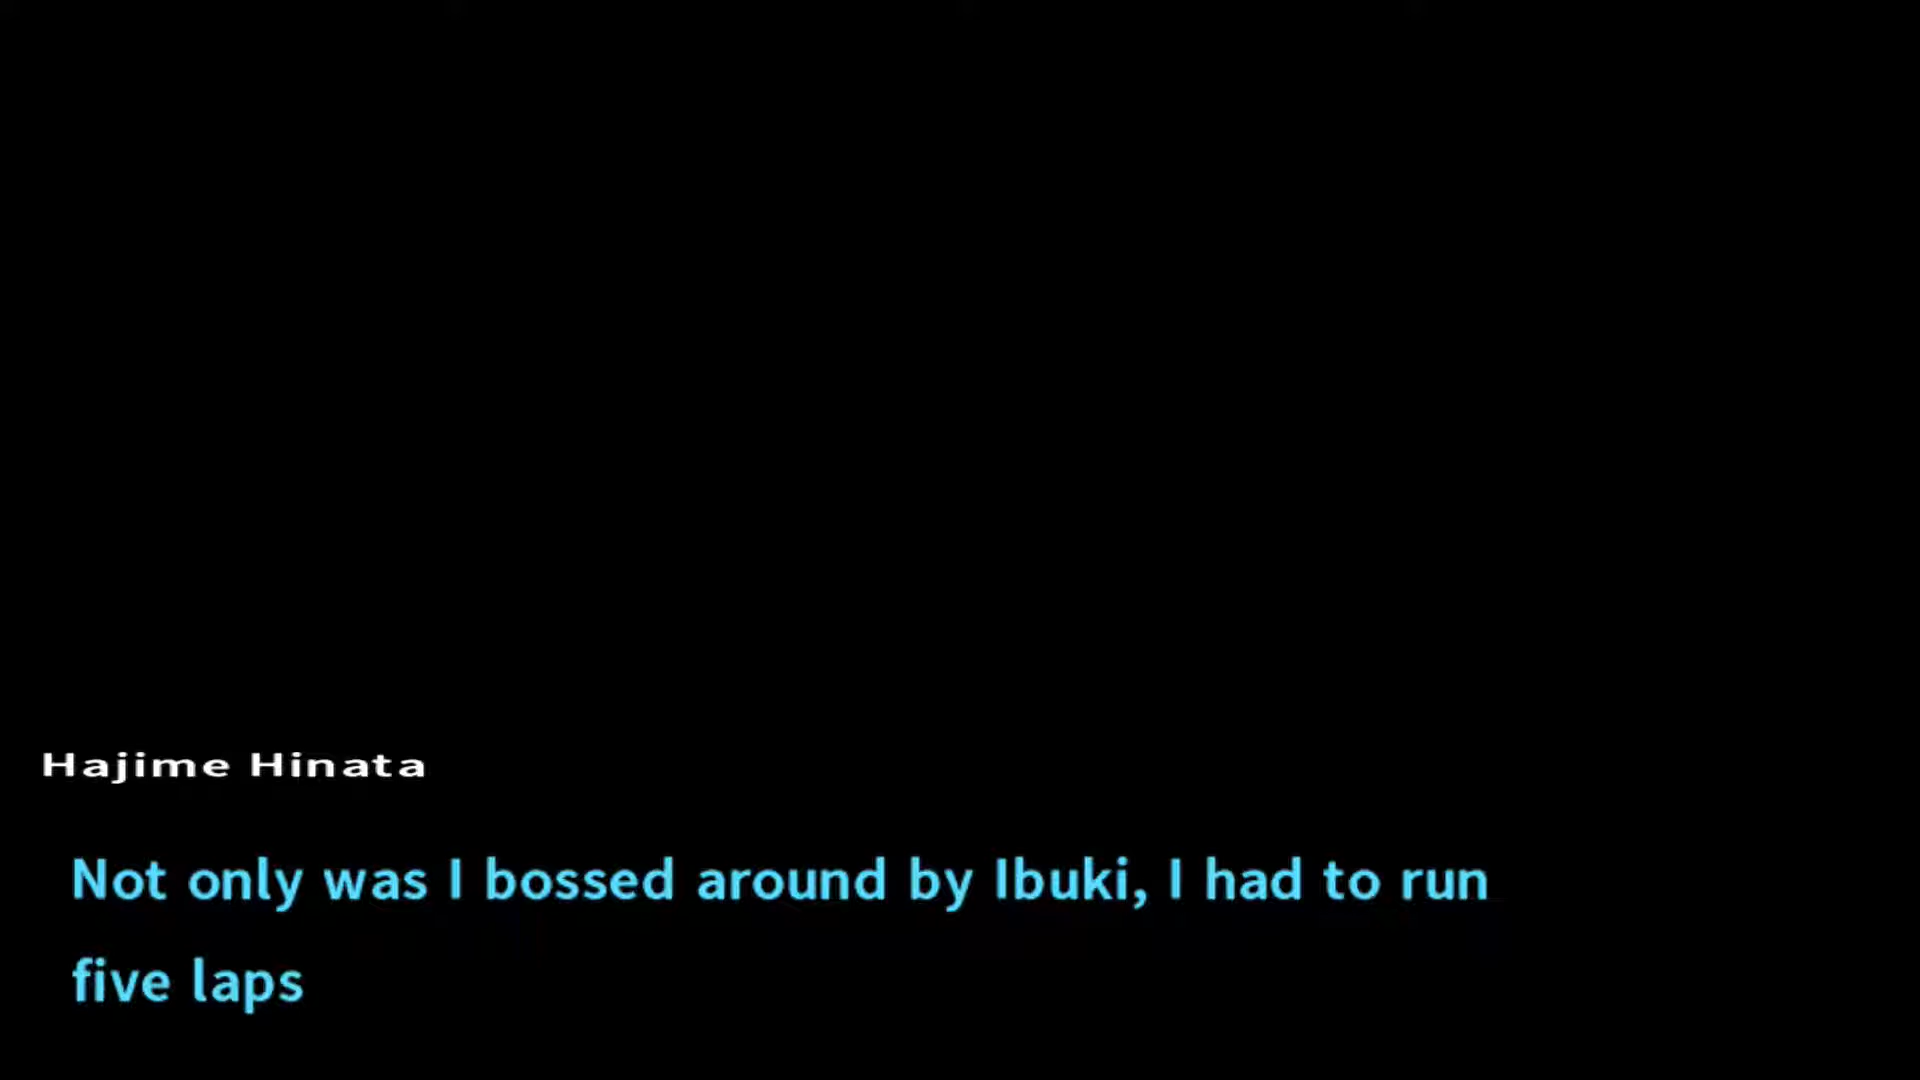 Hajime Hinata
Not only was I bossed around by Ibuki, I had to run
five laps